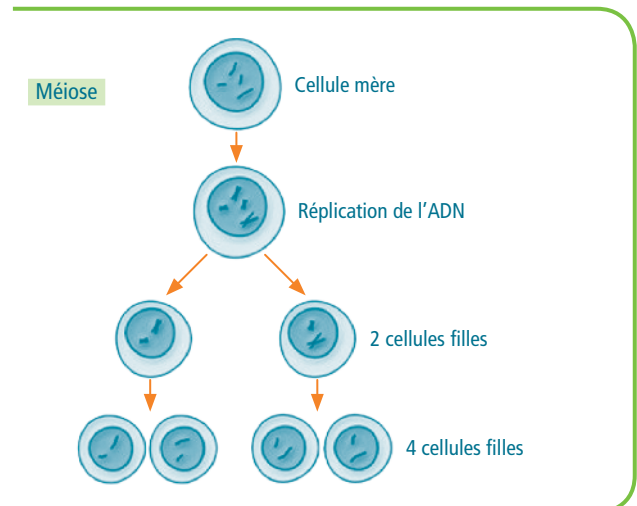 Méiose
Cellule mère
Réplication de l'ADN
2 cellules filles
4 cellules filles